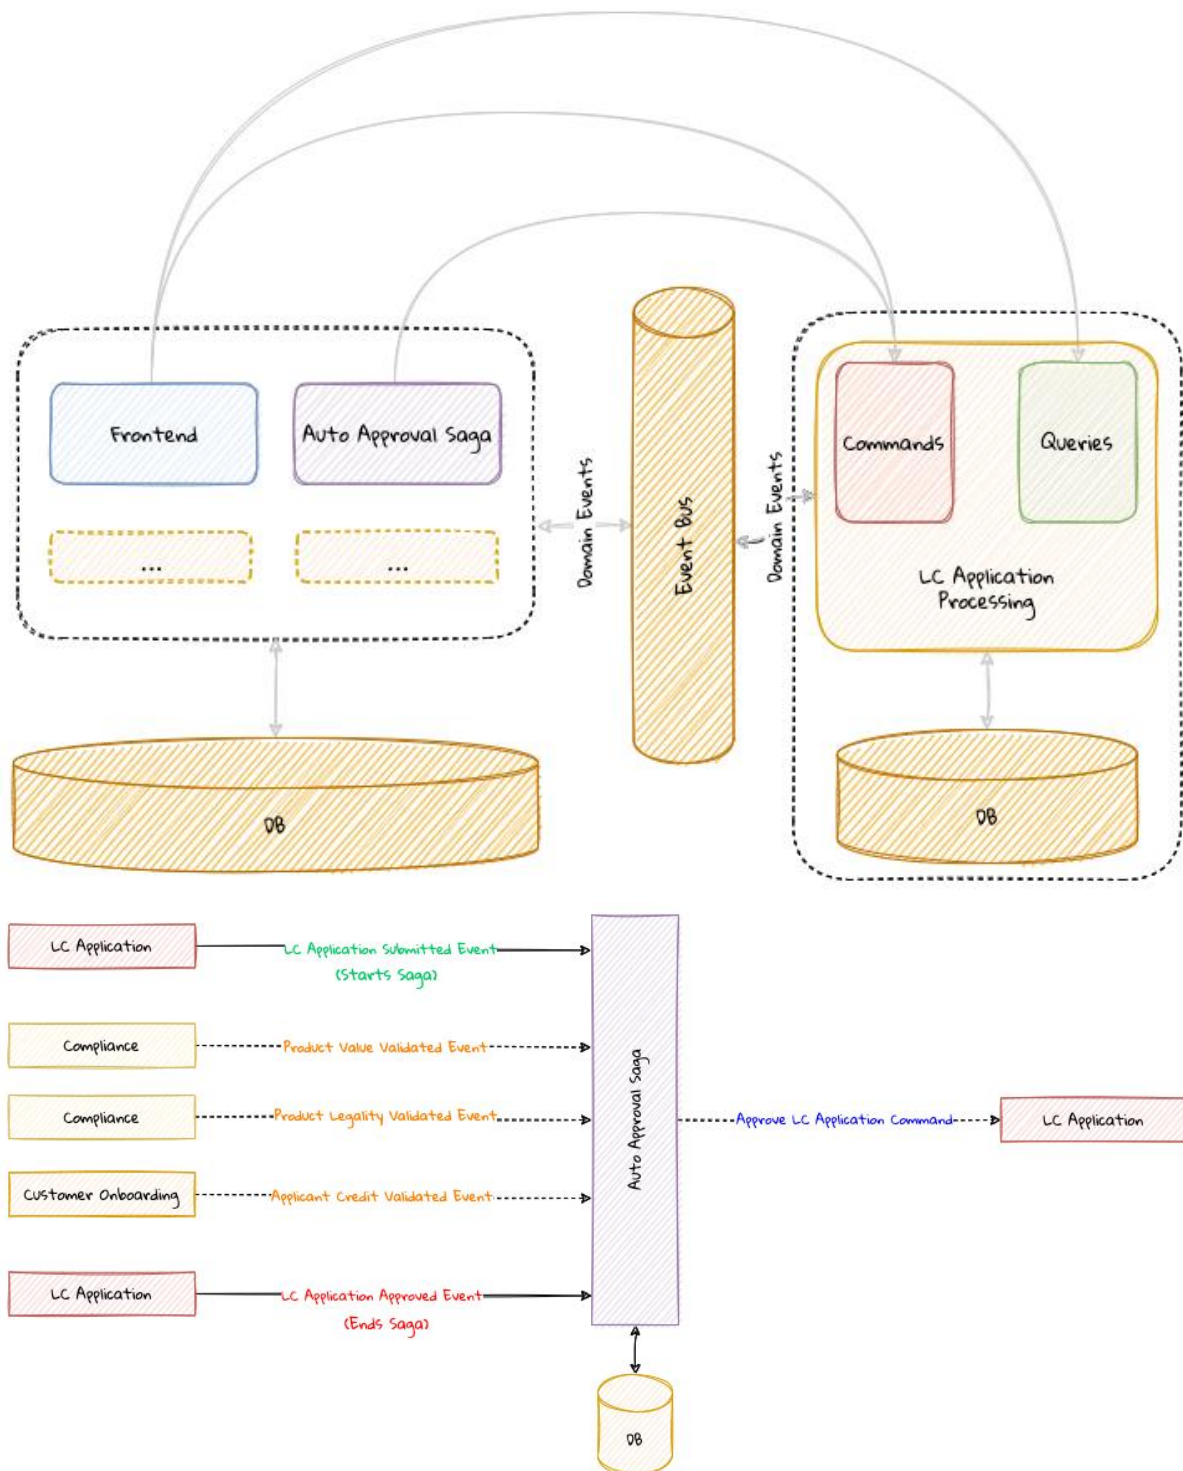 Frontend
Auto Approval Saga
...
...
Domain Events
Event Bus
Domain Events
Commands
Queries
LC Application
Processing
DB
DB
LC Application
LC Application Submitted Event
(Starts Saga)
Compliance
Product Value Validated Event
Compliance
Product Legality Validated Event
Customer Onboarding
Applicant Credit Validated Event
LC Application
LC Application Approved Event
(Ends Saga)
Auto Approval Saga
Approve LC Application Command
LC Application
DB